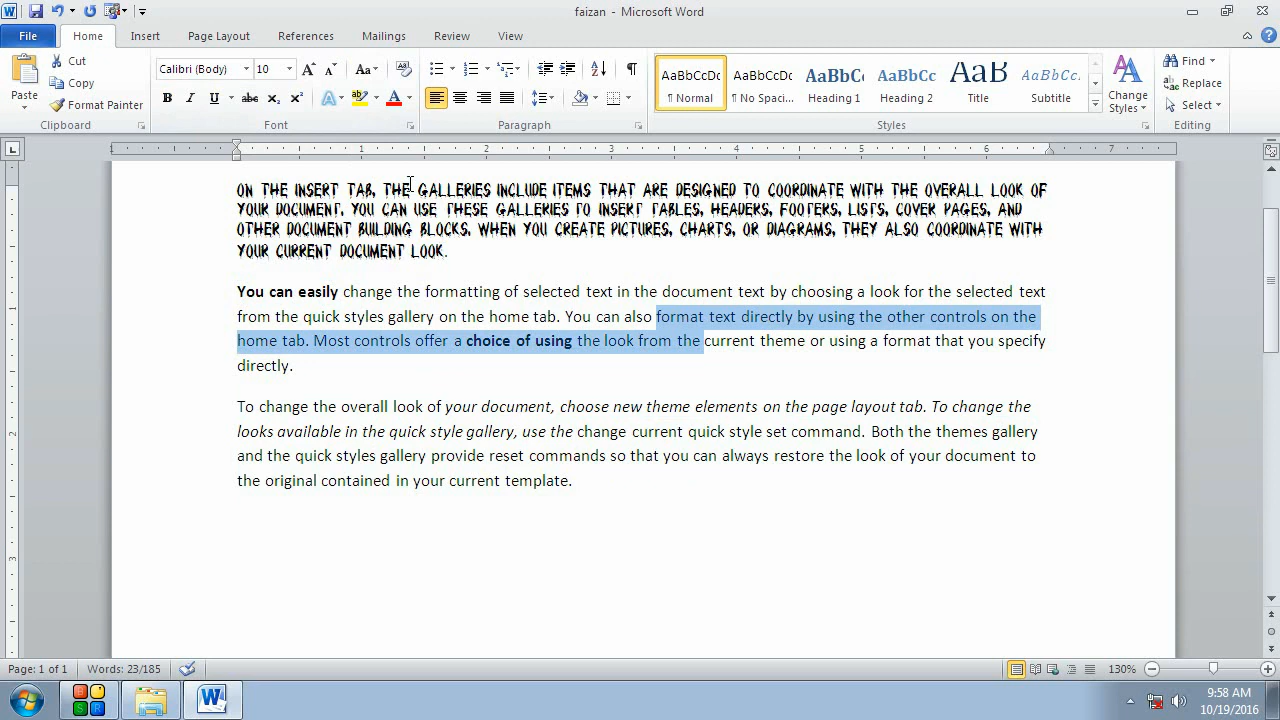 faizan - Microsoft Word
File Home Insert Page Layout References Mailings Review View
Paste
Cut
Copy
Format Painter
Clipboard
Calibri (Body) 10
Font
Paragraph
AaBbCcDc AaBbCcDc AaBbCc AaBbCc AaB AaBbCc.
¶ Normal ¶ No Spaci... Heading 1 Heading 2 Title Subtitle
Change Styles
Styles
Find
Replace
Select
Editing
1 1 2 3 4 5 6 7
ON THE INSERT TAB, THE GALLERIES INCLUDE ITEMS THAT ARE DESIGNED TO COORDINATE WITH THE OVERALL LOOK OF
YOUR DOCUMENT. YOU CAN USE THESE GALLERIES TO INSERT TABLES, HEADERS, FOOTERS, LISTS, COVER PAGES, AND
OTHER DOCUMENT BUILDING BLOCKS. WHEN YOU CREATE PICTURES, CHARTS, OR DIAGRAMS, THEY ALSO COORDINATE WITH
YOUR CURRENT DOCUMENT LOOK.
You can easily change the formatting of selected text in the document text by choosing a look for the selected text
from the quick styles gallery on the home tab. You can also format text directly by using the other controls on the
home tab. Most controls offer a choice of using the look from the current theme or using a format that you specify
directly.
To change the overall look of your document, choose new theme elements on the page layout tab. To change the
looks available in the quick style gallery, use the change current quick style set command. Both the themes gallery
and the quick styles gallery provide reset commands so that you can always restore the look of your document to
the original contained in your current template.
Page: 1 of 1 Words: 23/185 130%
9:58 AM
10/19/2016